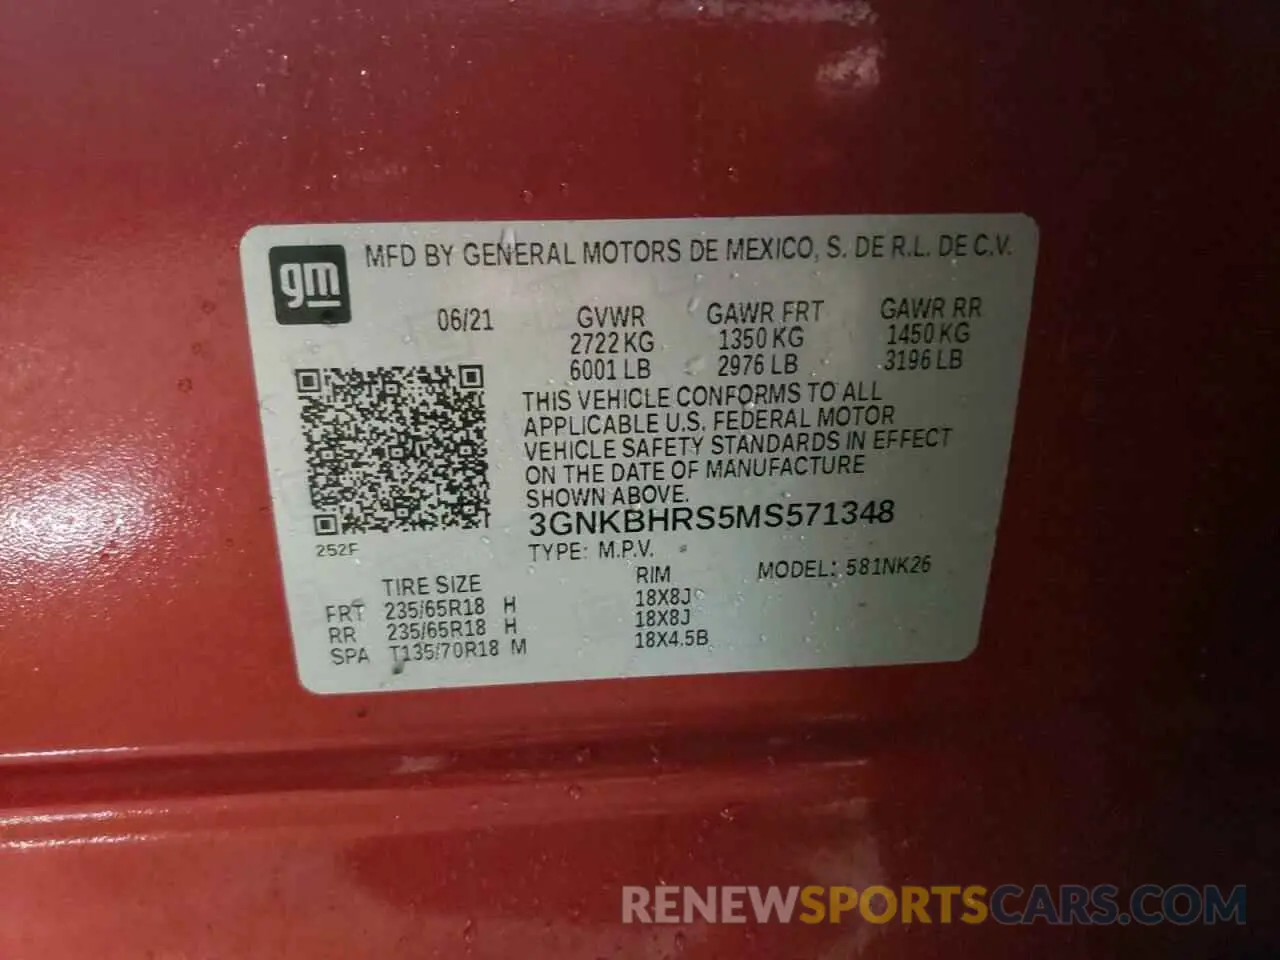 gm
MFD BY GENERAL MOTORS DE MEXICO, S. DE R.L. DE C.V.
06/21 GVWR GAWR FRT GAWR RR
2722 KG 1350 KG 1450 KG
6001 LB 2976 LB 3196 LB
THIS VEHICLE CONFORMS TO ALL
APPLICABLE U.S. FEDERAL MOTOR
VEHICLE SAFETY STANDARDS IN EFFECT
ON THE DATE OF MANUFACTURE
SHOWN ABOVE.
3GNKBHRS5MS571348
252F
TYPE: M.P.V. MODEL: 581NK26
TIRE SIZE RIM
FRT 235/65R18 H 18X8J
RR 235/65R18 H 18X8J
SPA T135/70R18 M 18X4.5B
RENEWSPORTSCARS.COM